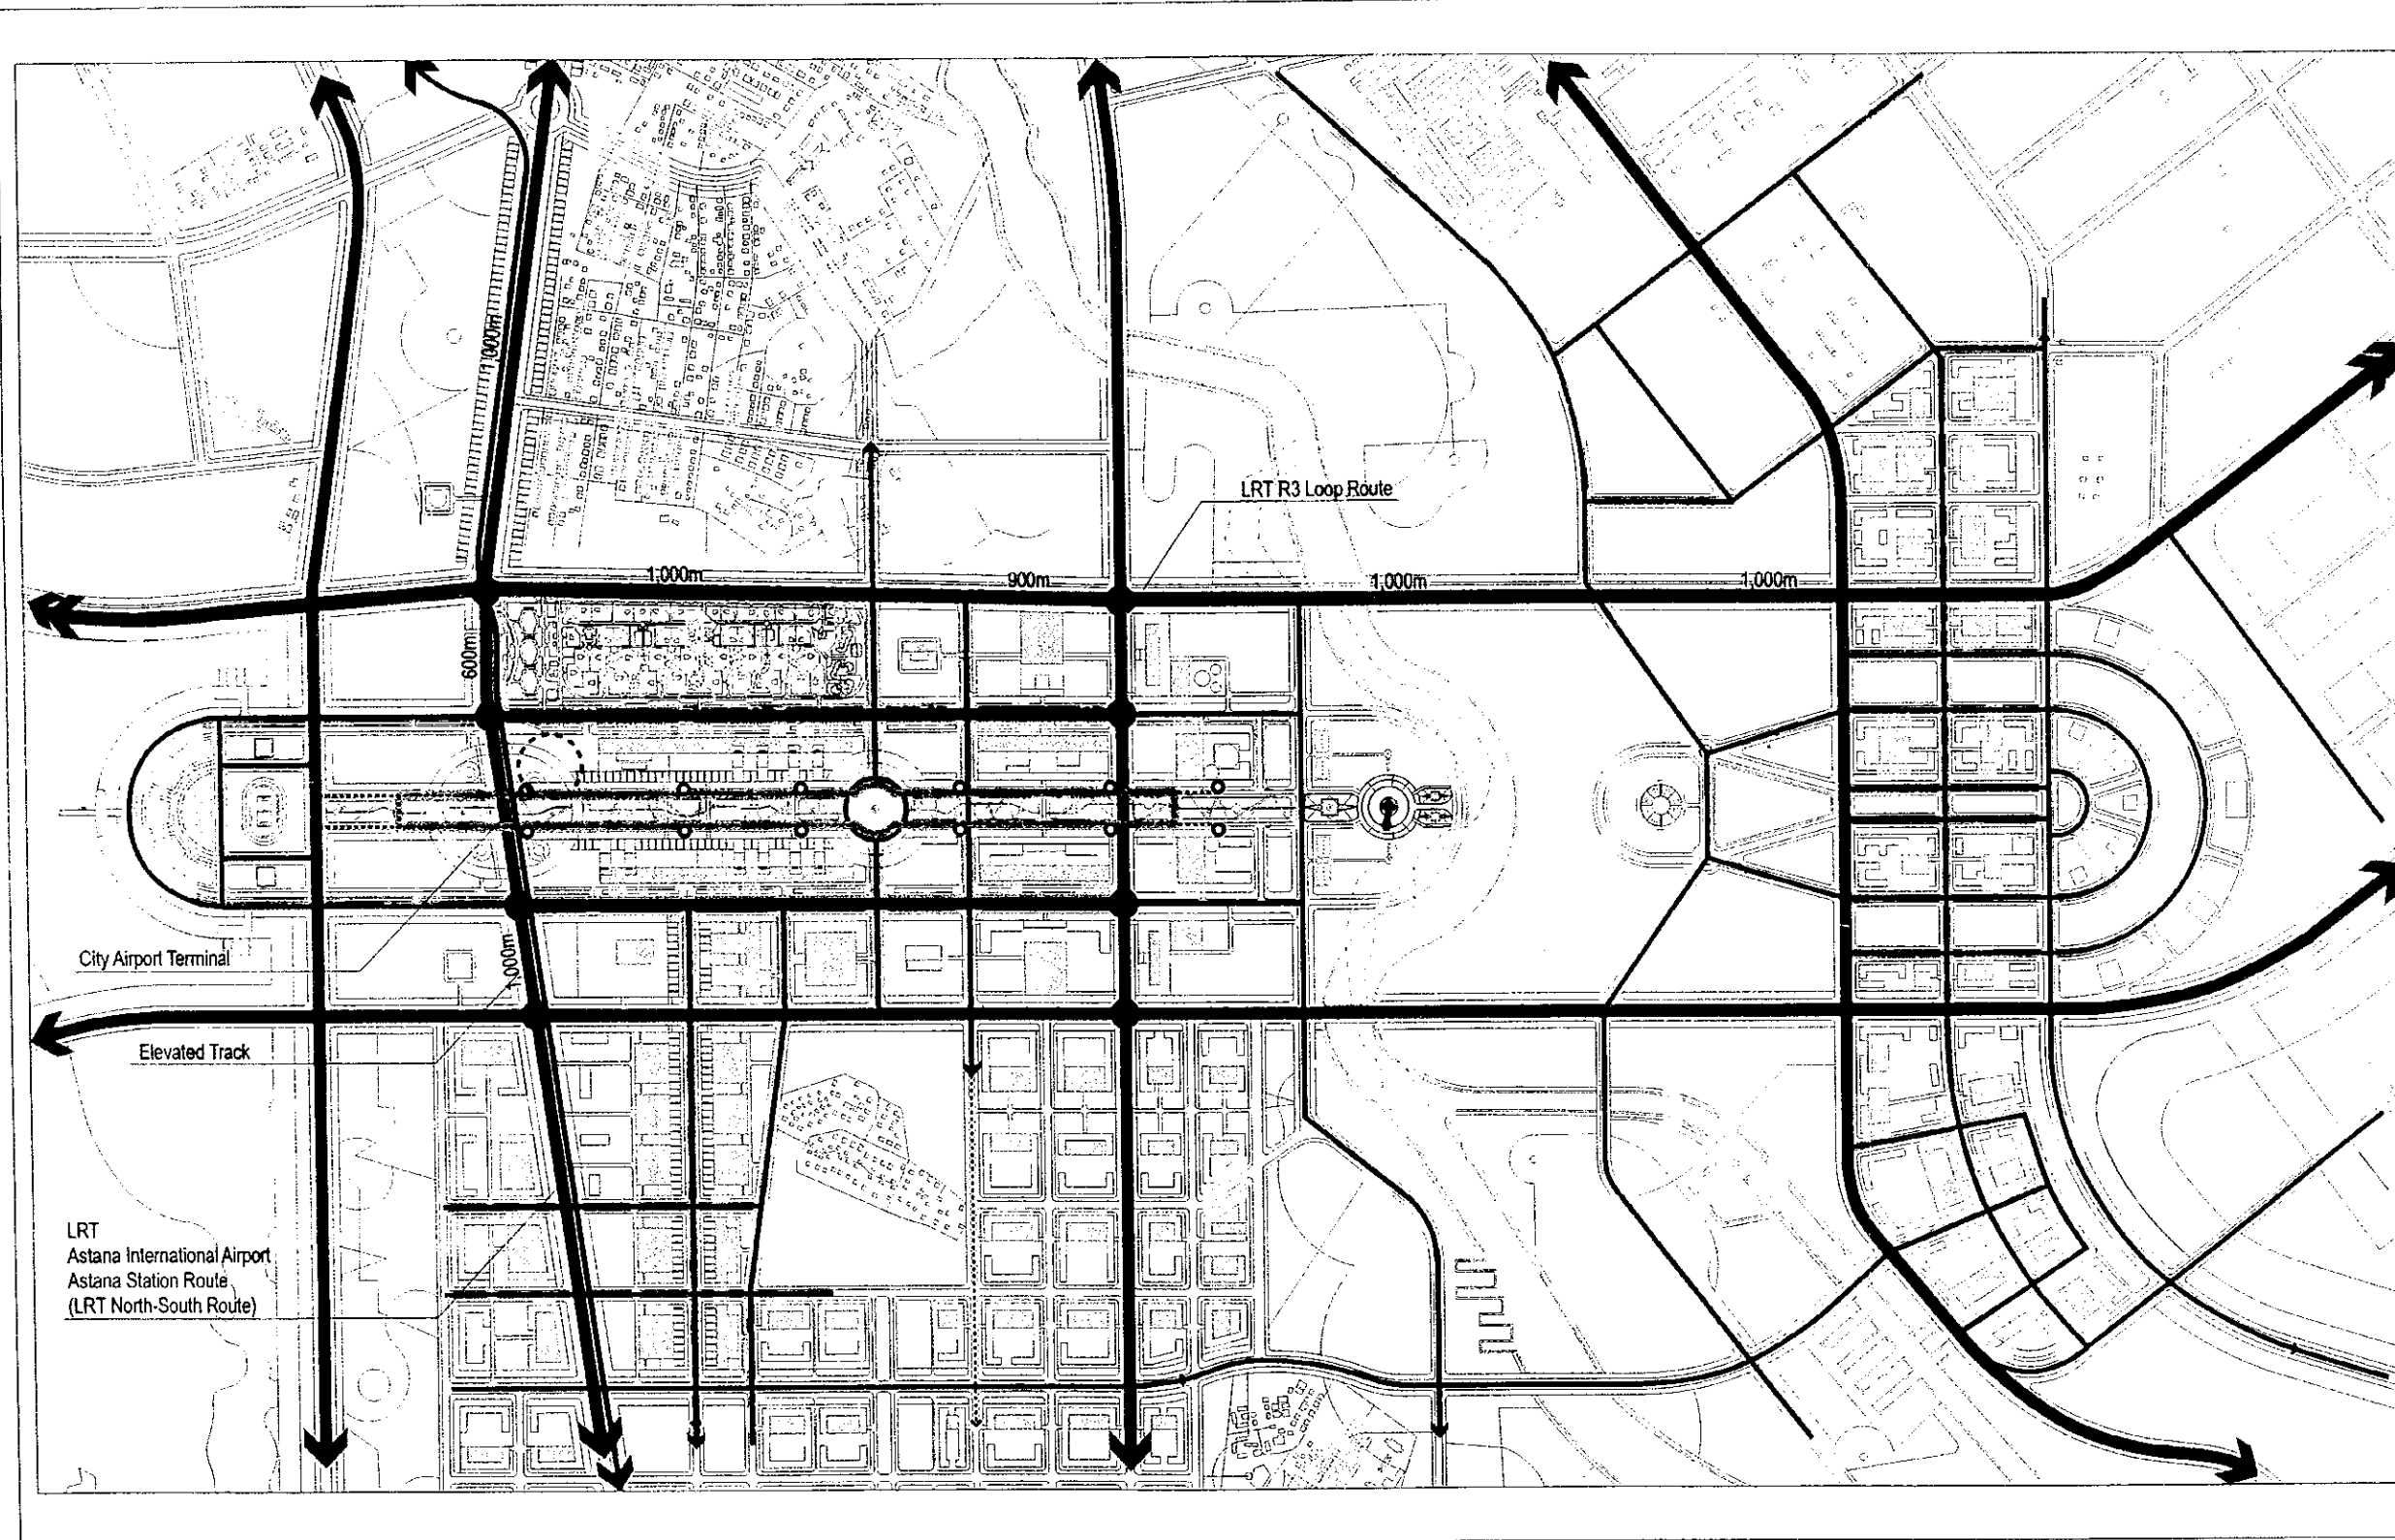 1,000m
LRT R3 Loop Route
1,000m
900m
1,000m
1,000m
600m
City Airport Terminal
1,000m
Elevated Track
LRT
Astana International Airport
Astana Station Route
(LRT North-South Route)